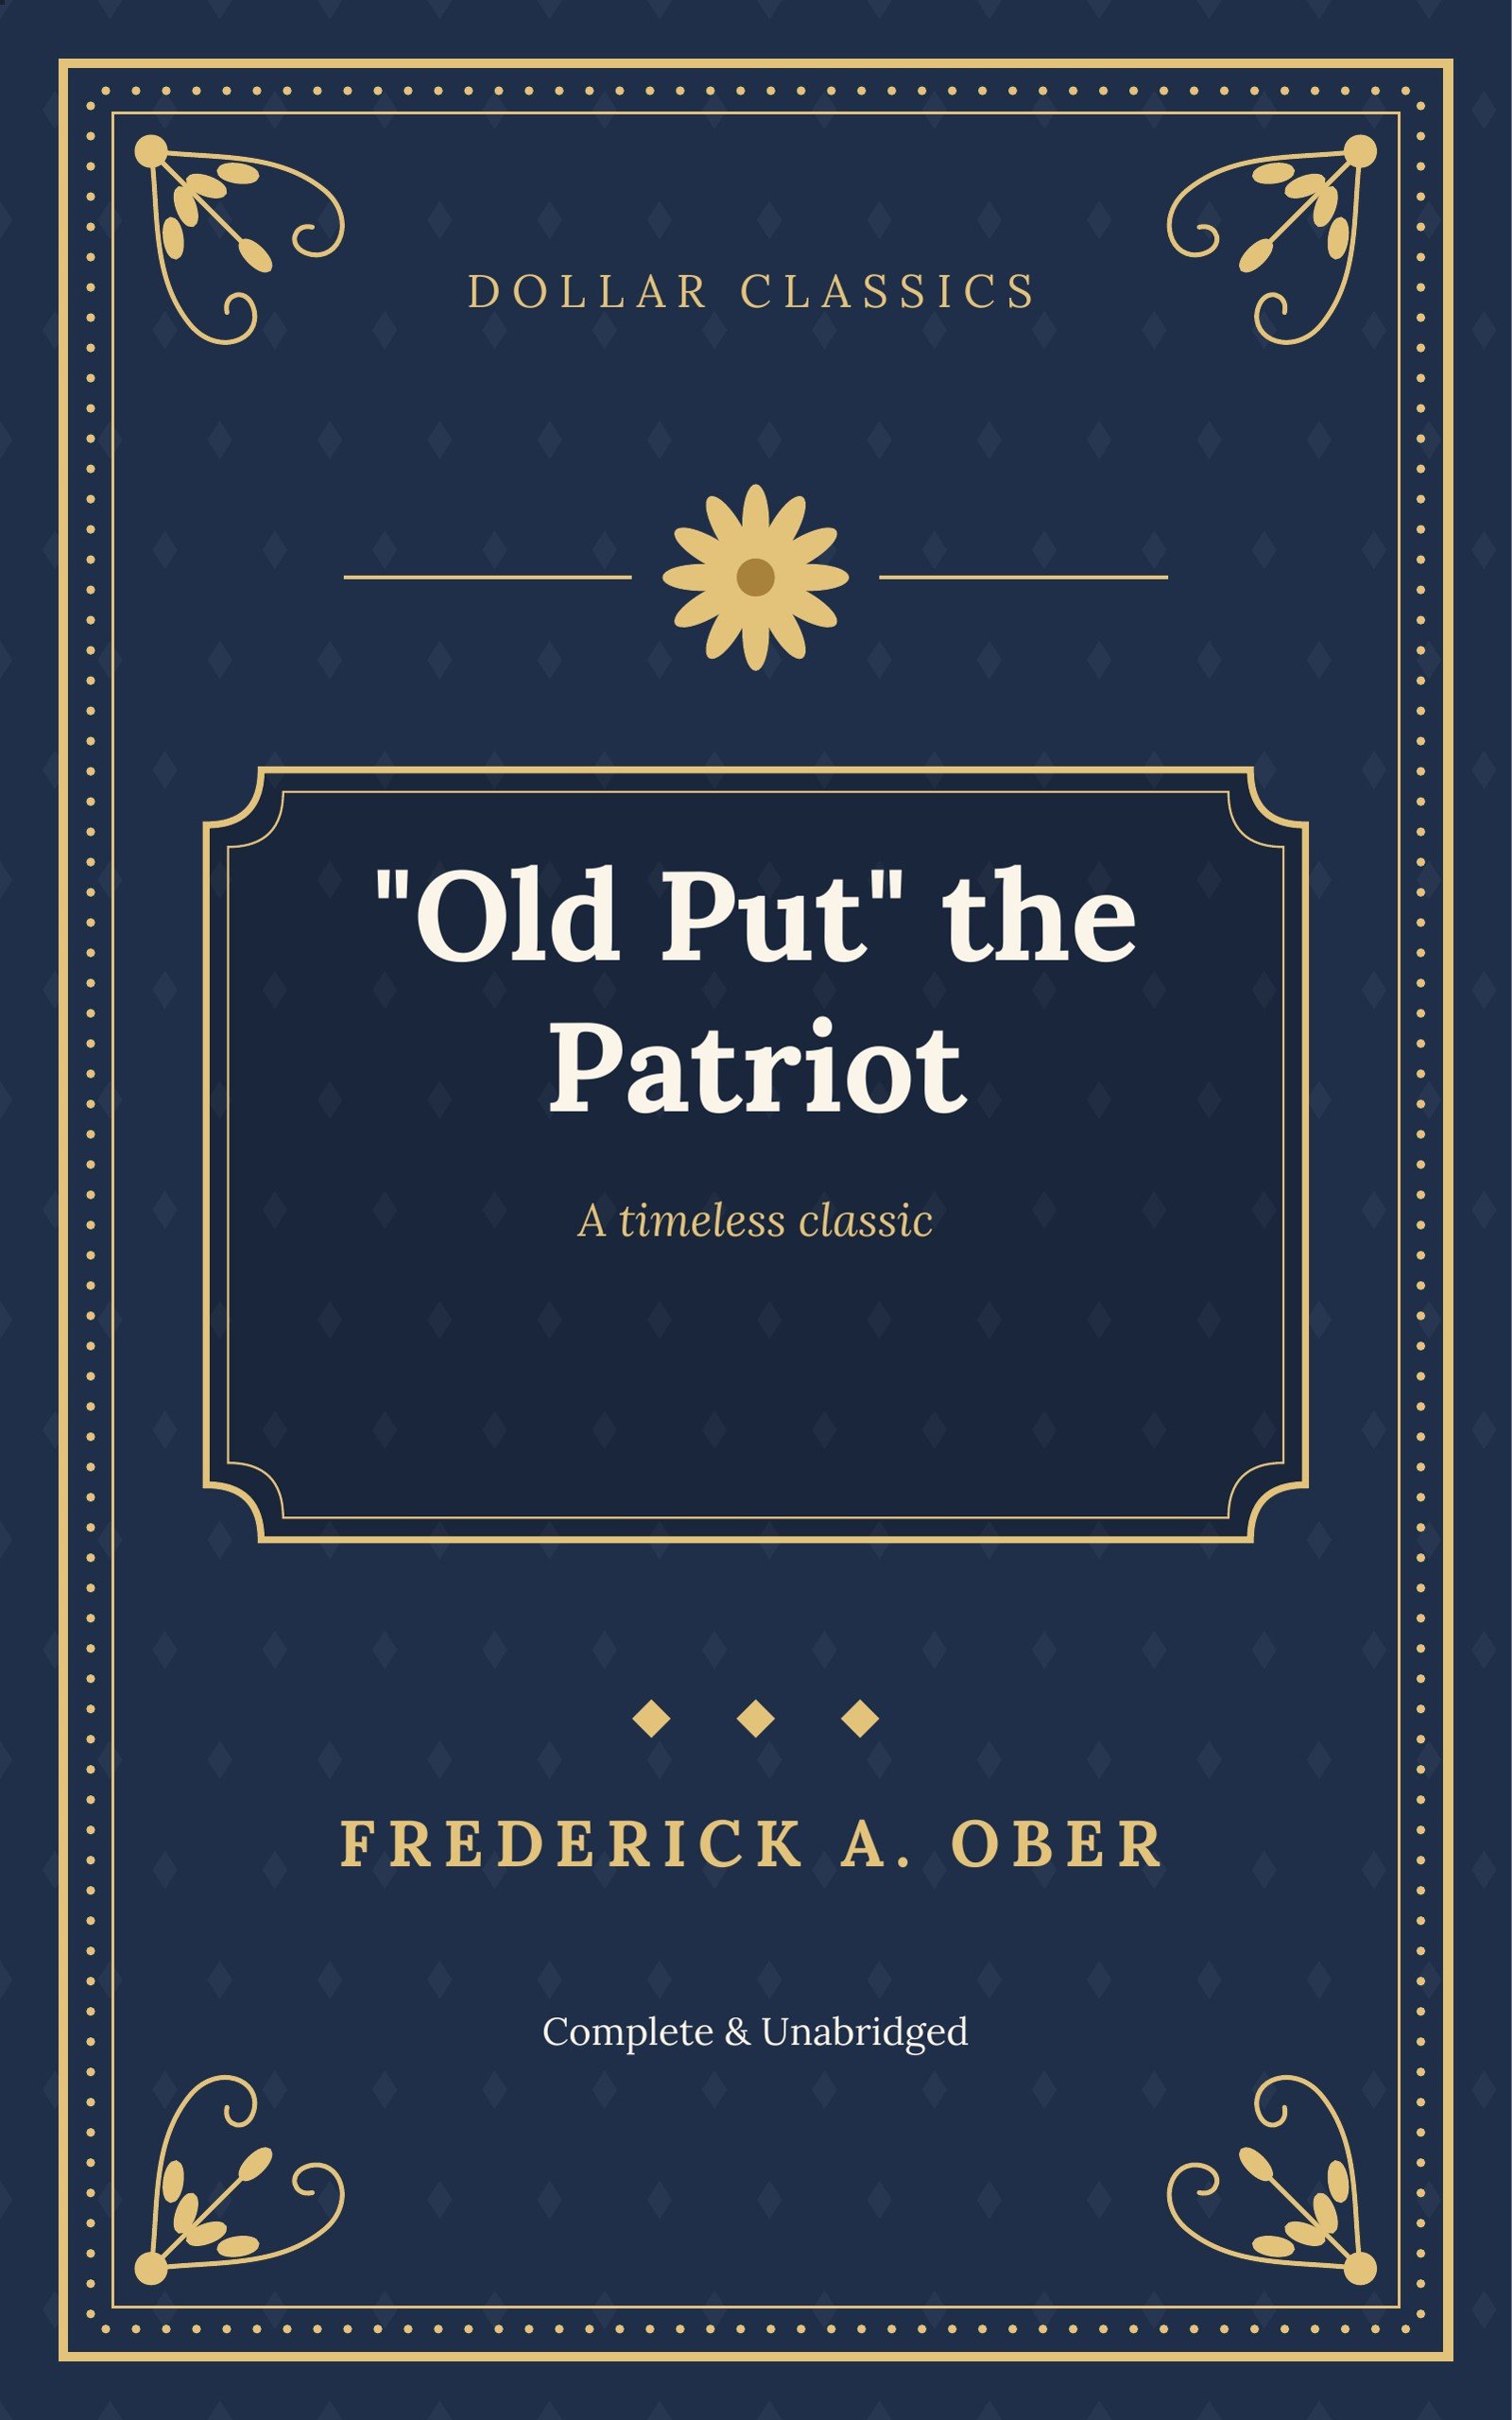 DOLLAR CLASSICS
"Old Put" the
Patriot
A timeless classic
FREDERICK A. OBER
Complete & Unabridged